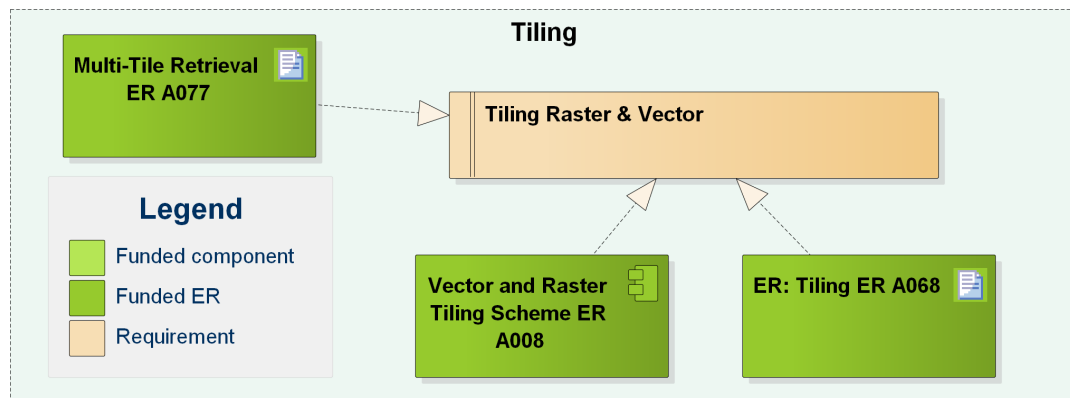 Tiling
Multi-Tile Retrieval
ER A077
Tiling Raster & Vector
Legend
Funded component
Funded ER
Requirement
Vector and Raster
Tiling Scheme ER
A008
ER: Tiling ER A068